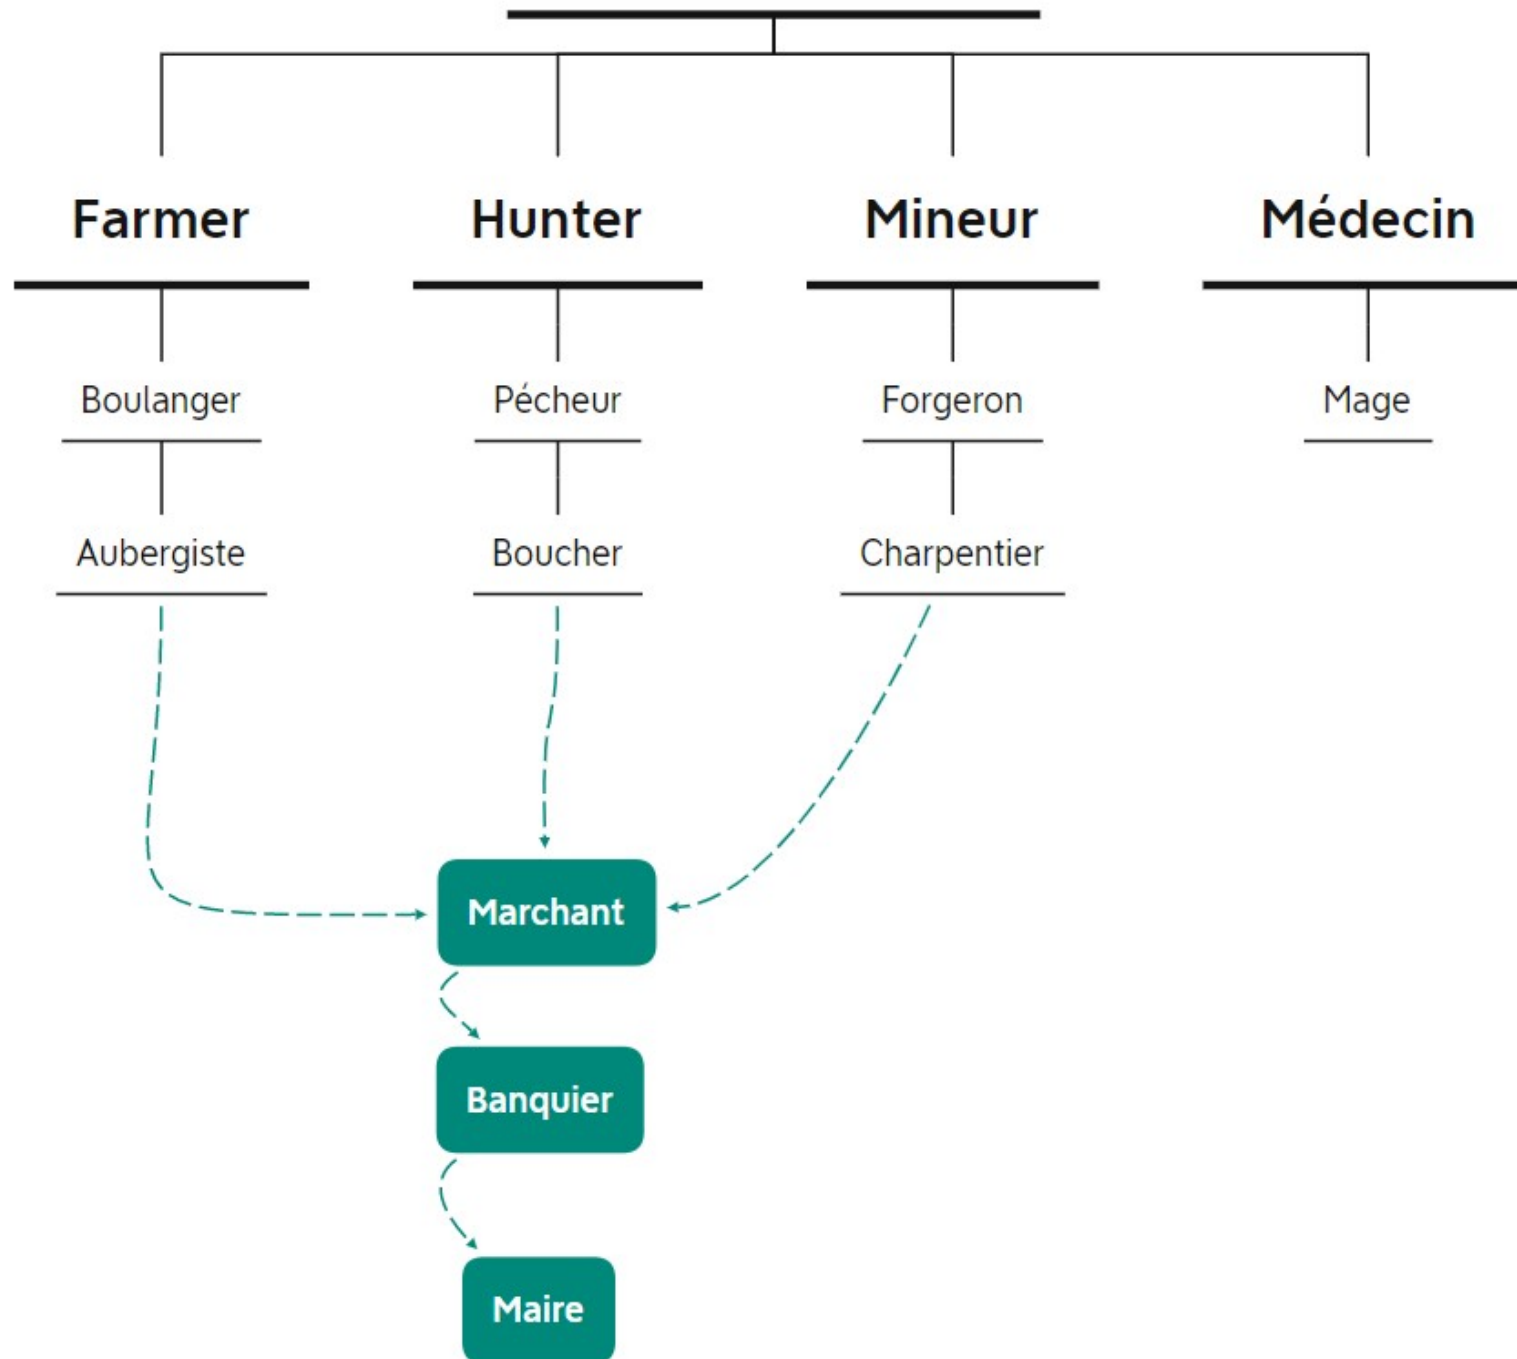 Farmer
Hunter
Mineur
Médecin
Boulanger
Pécheur
Forgeron
Mage
Aubergiste
Boucher
Charpentier
Marchant
Banquier
Maire